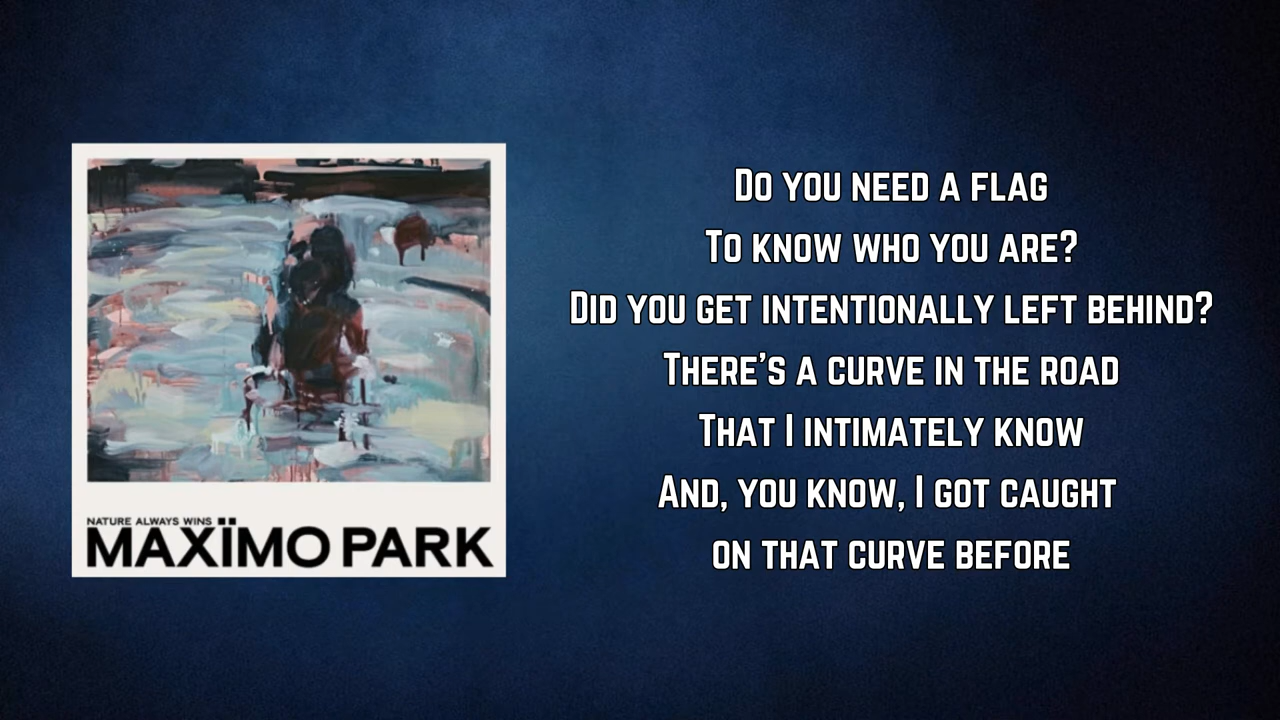 Do you need a flag
To know who you are?
Did you get intentionally left behind?
There's a curve in the road
That I intimately know
And, you know, I got caught
on that curve before
NATURE ALWAYS WINS
MAXÏMO PARK